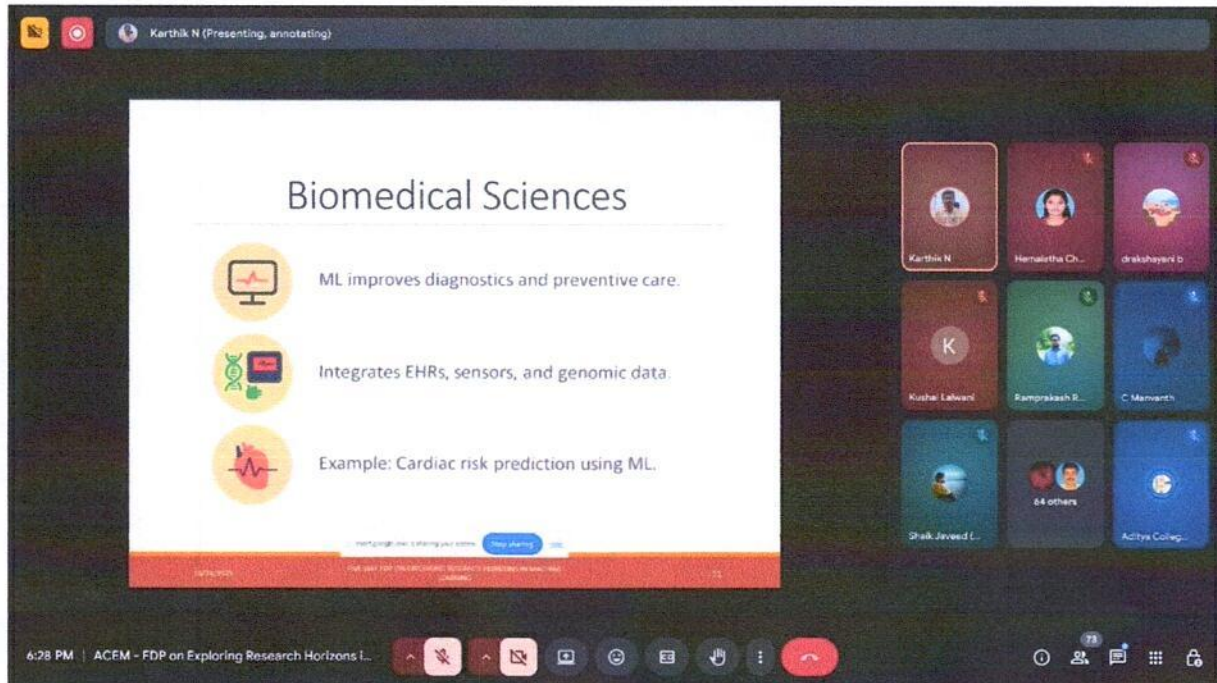 Karthik N (Presenting, annotating)
Biomedical Sciences
ML improves diagnostics and preventive care.
Integrates EHRs, sensors, and genomic data.
Example: Cardiac risk prediction using ML.
Stop sharing
LEARNING
Karthik N
Hemalatha Ch...
drakshayani b
K
Kushal Lalwani
Ramprakash R...
C Manvanth
Shaik Javeed (...
64 others
Aditya Colleg...
6:28 PM | ACEM - FDP on Exploring Research Horizons i...
73